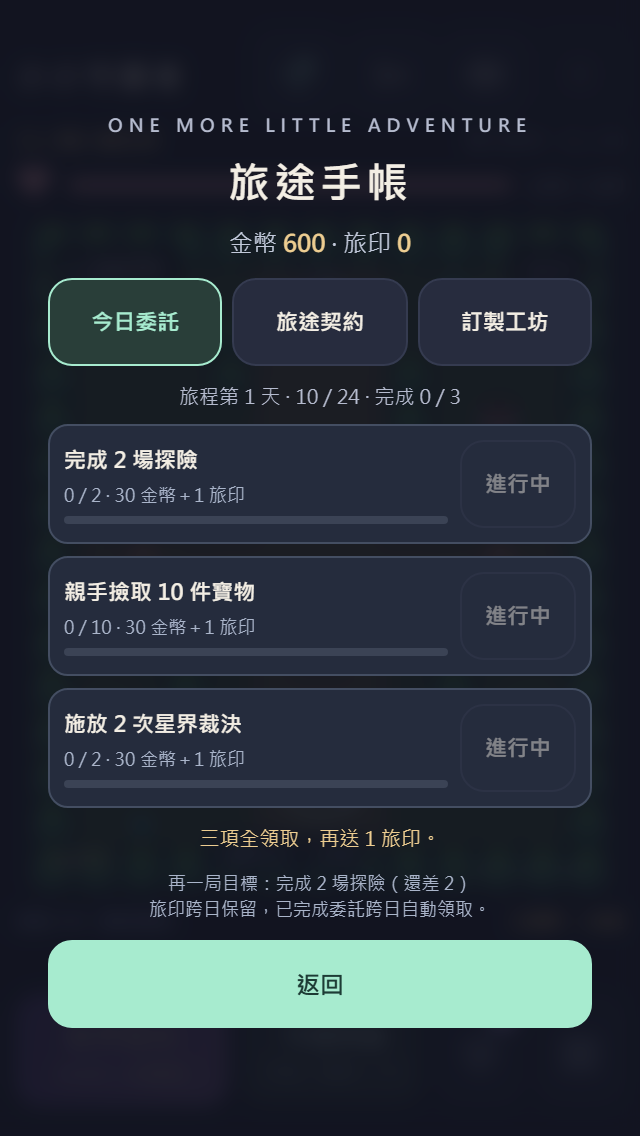 ONE MORE LITTLE ADVENTURE
旅途手帳
金幣 600 · 旅印 0
今日委託
旅途契約
訂製工坊
旅程第 1 天 · 10 / 24 · 完成 0 / 3
完成 2 場探險
0 / 2 · 30 金幣 + 1 旅印
進行中
親手撿取 10 件寶物
0 / 10 · 30 金幣 + 1 旅印
進行中
施放 2 次星界裁決
0 / 2 · 30 金幣 + 1 旅印
進行中
三項全領取，再送 1 旅印。
再一局目標：完成 2 場探險（還差 2）
旅印跨日保留，已完成委託跨日自動領取。
返回